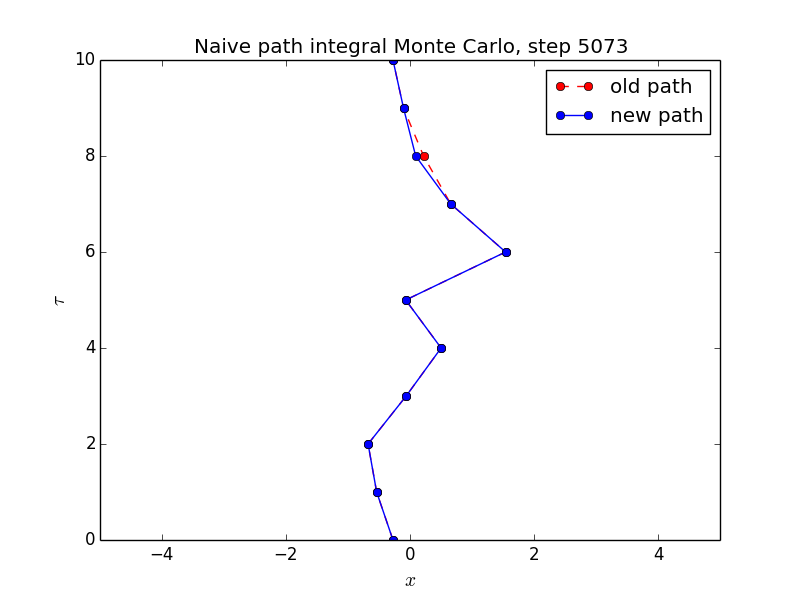 Naive path integral Monte Carlo, step 5073
10
old path
new path
8
6
τ
4
2
0
−4
−2
0
2
4
x